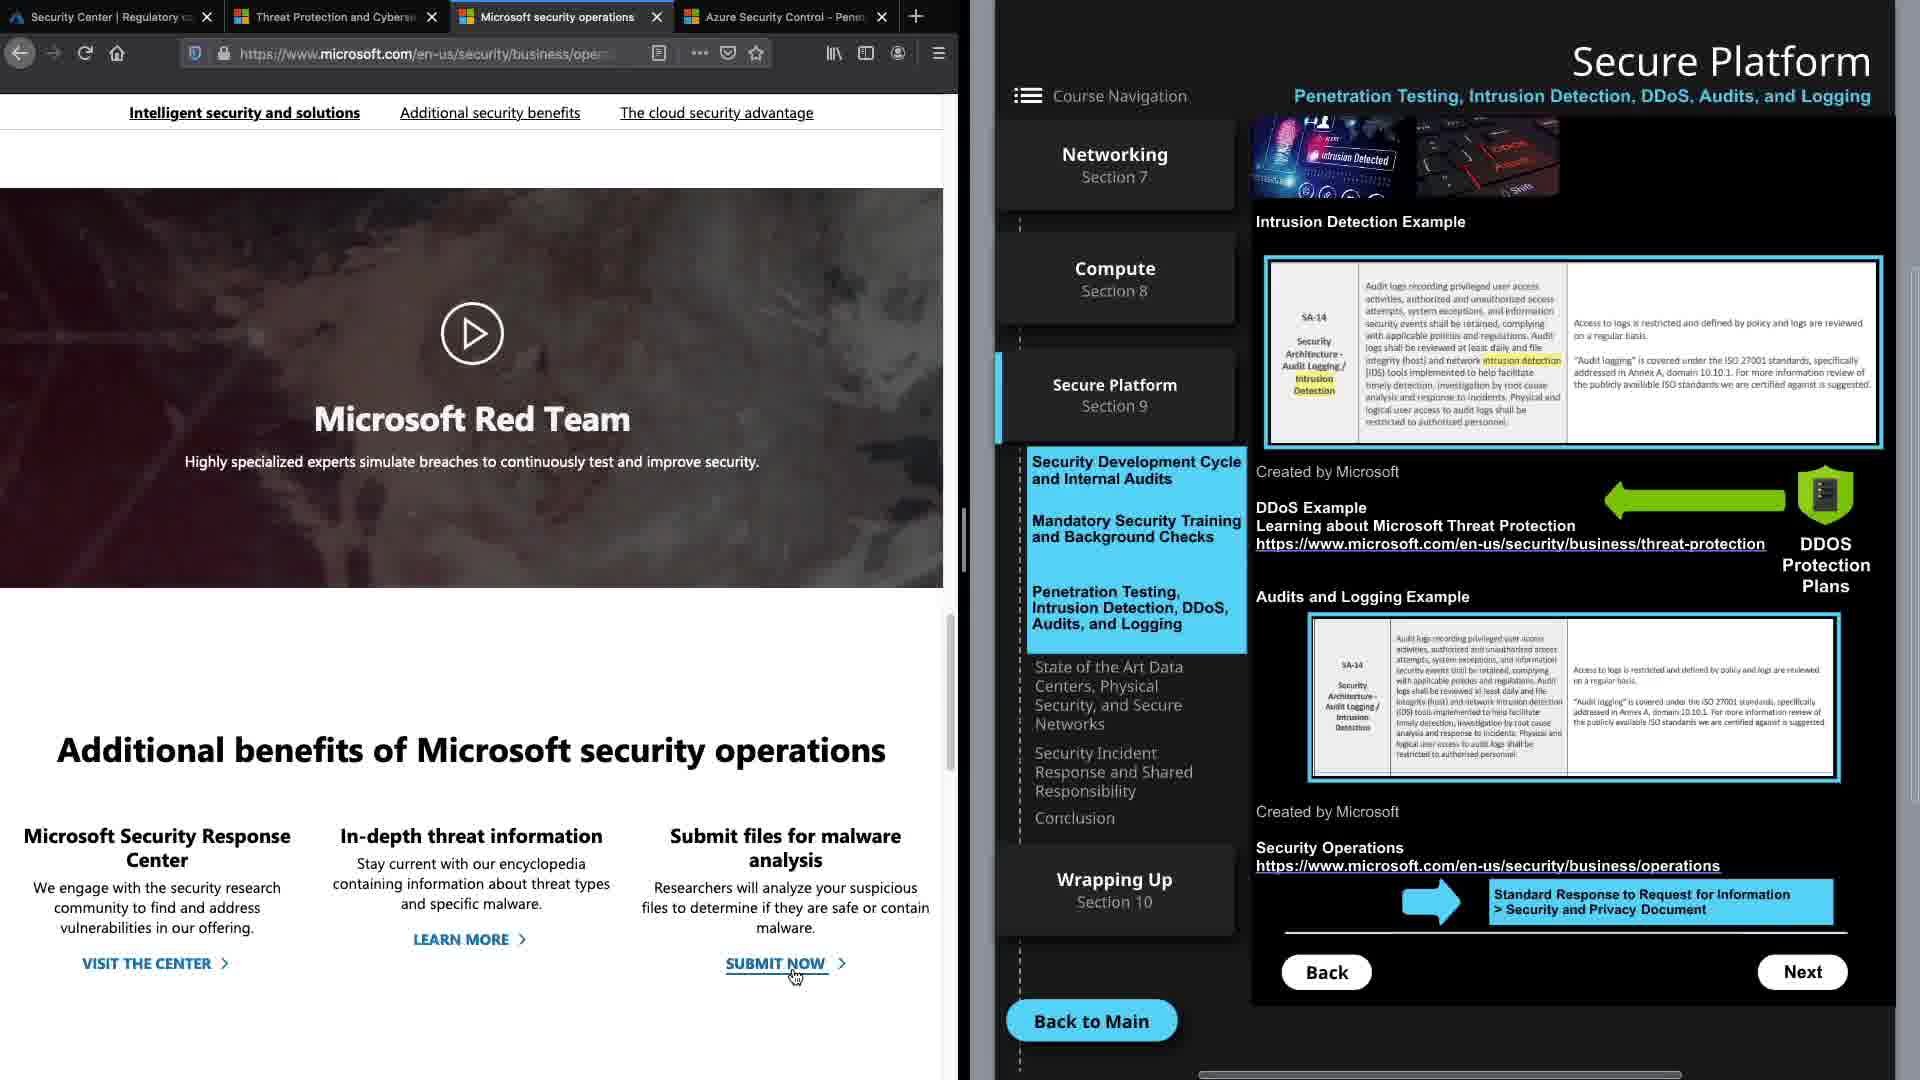 Security Center | Regulatory c
Threat Protection and Cyberse
Microsoft security operations
Azure Security Control - Pene
https://www.microsoft.com/en-us/security/business/oper
Intelligent security and solutions
Additional security benefits
The cloud security advantage
Microsoft Red Team
Highly specialized experts simulate breaches to continuously test and improve security.
Additional benefits of Microsoft security operations
Microsoft Security Response
Center
We engage with the security research
community to find and address
vulnerabilities in our offering.
VISIT THE CENTER
In-depth threat information
Stay current with our encyclopedia
containing information about threat types
and specific malware.
LEARN MORE
Submit files for malware
analysis
Researchers will analyze your suspicious
files to determine if they are safe or contain
malware.
SUBMIT NOW
Secure Platform
Course Navigation
Penetration Testing, Intrusion Detection, DDoS, Audits, and Logging
Networking
Section 7
Compute
Section 8
Secure Platform
Section 9
Security Development Cycle
and Internal Audits
Mandatory Security Training
and Background Checks
Penetration Testing,
Intrusion Detection, DDoS,
Audits, and Logging
State of the Art Data
Centers, Physical
Security, and Secure
Networks
Security Incident
Response and Shared
Responsibility
Conclusion
Wrapping Up
Section 10
Back to Main
Intrusion Detected
Shift
Intrusion Detection Example
SA-14
Security
Architecture -
Audit Logging /
Intrusion
Detection
Audit logs recording privileged user access
activities, authorized and unauthorized access
attempts, system exceptions, and information
security events shall be retained, complying
with applicable policies and regulations. Audit
logs shall be reviewed at least daily and file
integrity (host) and network intrusion detection
(IDS) tools implemented to help facilitate
timely detection, investigation by root cause
analysis and response to incidents. Physical and
logical user access to audit logs shall be
restricted to authorized personnel.
Access to logs is restricted and defined by policy and logs are reviewed
on a regular basis.
"Audit logging" is covered under the ISO 27001 standards, specifically
addressed in Annex A, domain 10.10.1. For more information review of
the publicly available ISO standards we are certified against is suggested.
Created by Microsoft
DDoS Example
Learning about Microsoft Threat Protection
https://www.microsoft.com/en-us/security/business/threat-protection
DDOS
Protection
Plans
Audits and Logging Example
SA-14
Security
Architecture -
Audit Logging /
Intrusion
Detection
Audit logs recording privileged user access
activities, authorized and unauthorized access
attempts, system exceptions, and information
security events shall be retained, complying
with applicable policies and regulations. Audit
logs shall be reviewed at least daily and file
integrity (host) and network intrusion detection
(IDS) tools implemented to help facilitate
timely detection, investigation by root cause
analysis and response to incidents. Physical and
logical user access to audit logs shall be
restricted to authorized personnel.
Access to logs is restricted and defined by policy and logs are reviewed
on a regular basis.
"Audit logging" is covered under the ISO 27001 standards, specifically
addressed in Annex A, domain 10.10.1. For more information review of
the publicly available ISO standards we are certified against is suggested
Created by Microsoft
Security Operations
https://www.microsoft.com/en-us/security/business/operations
Standard Response to Request for Information
> Security and Privacy Document
Back
Next